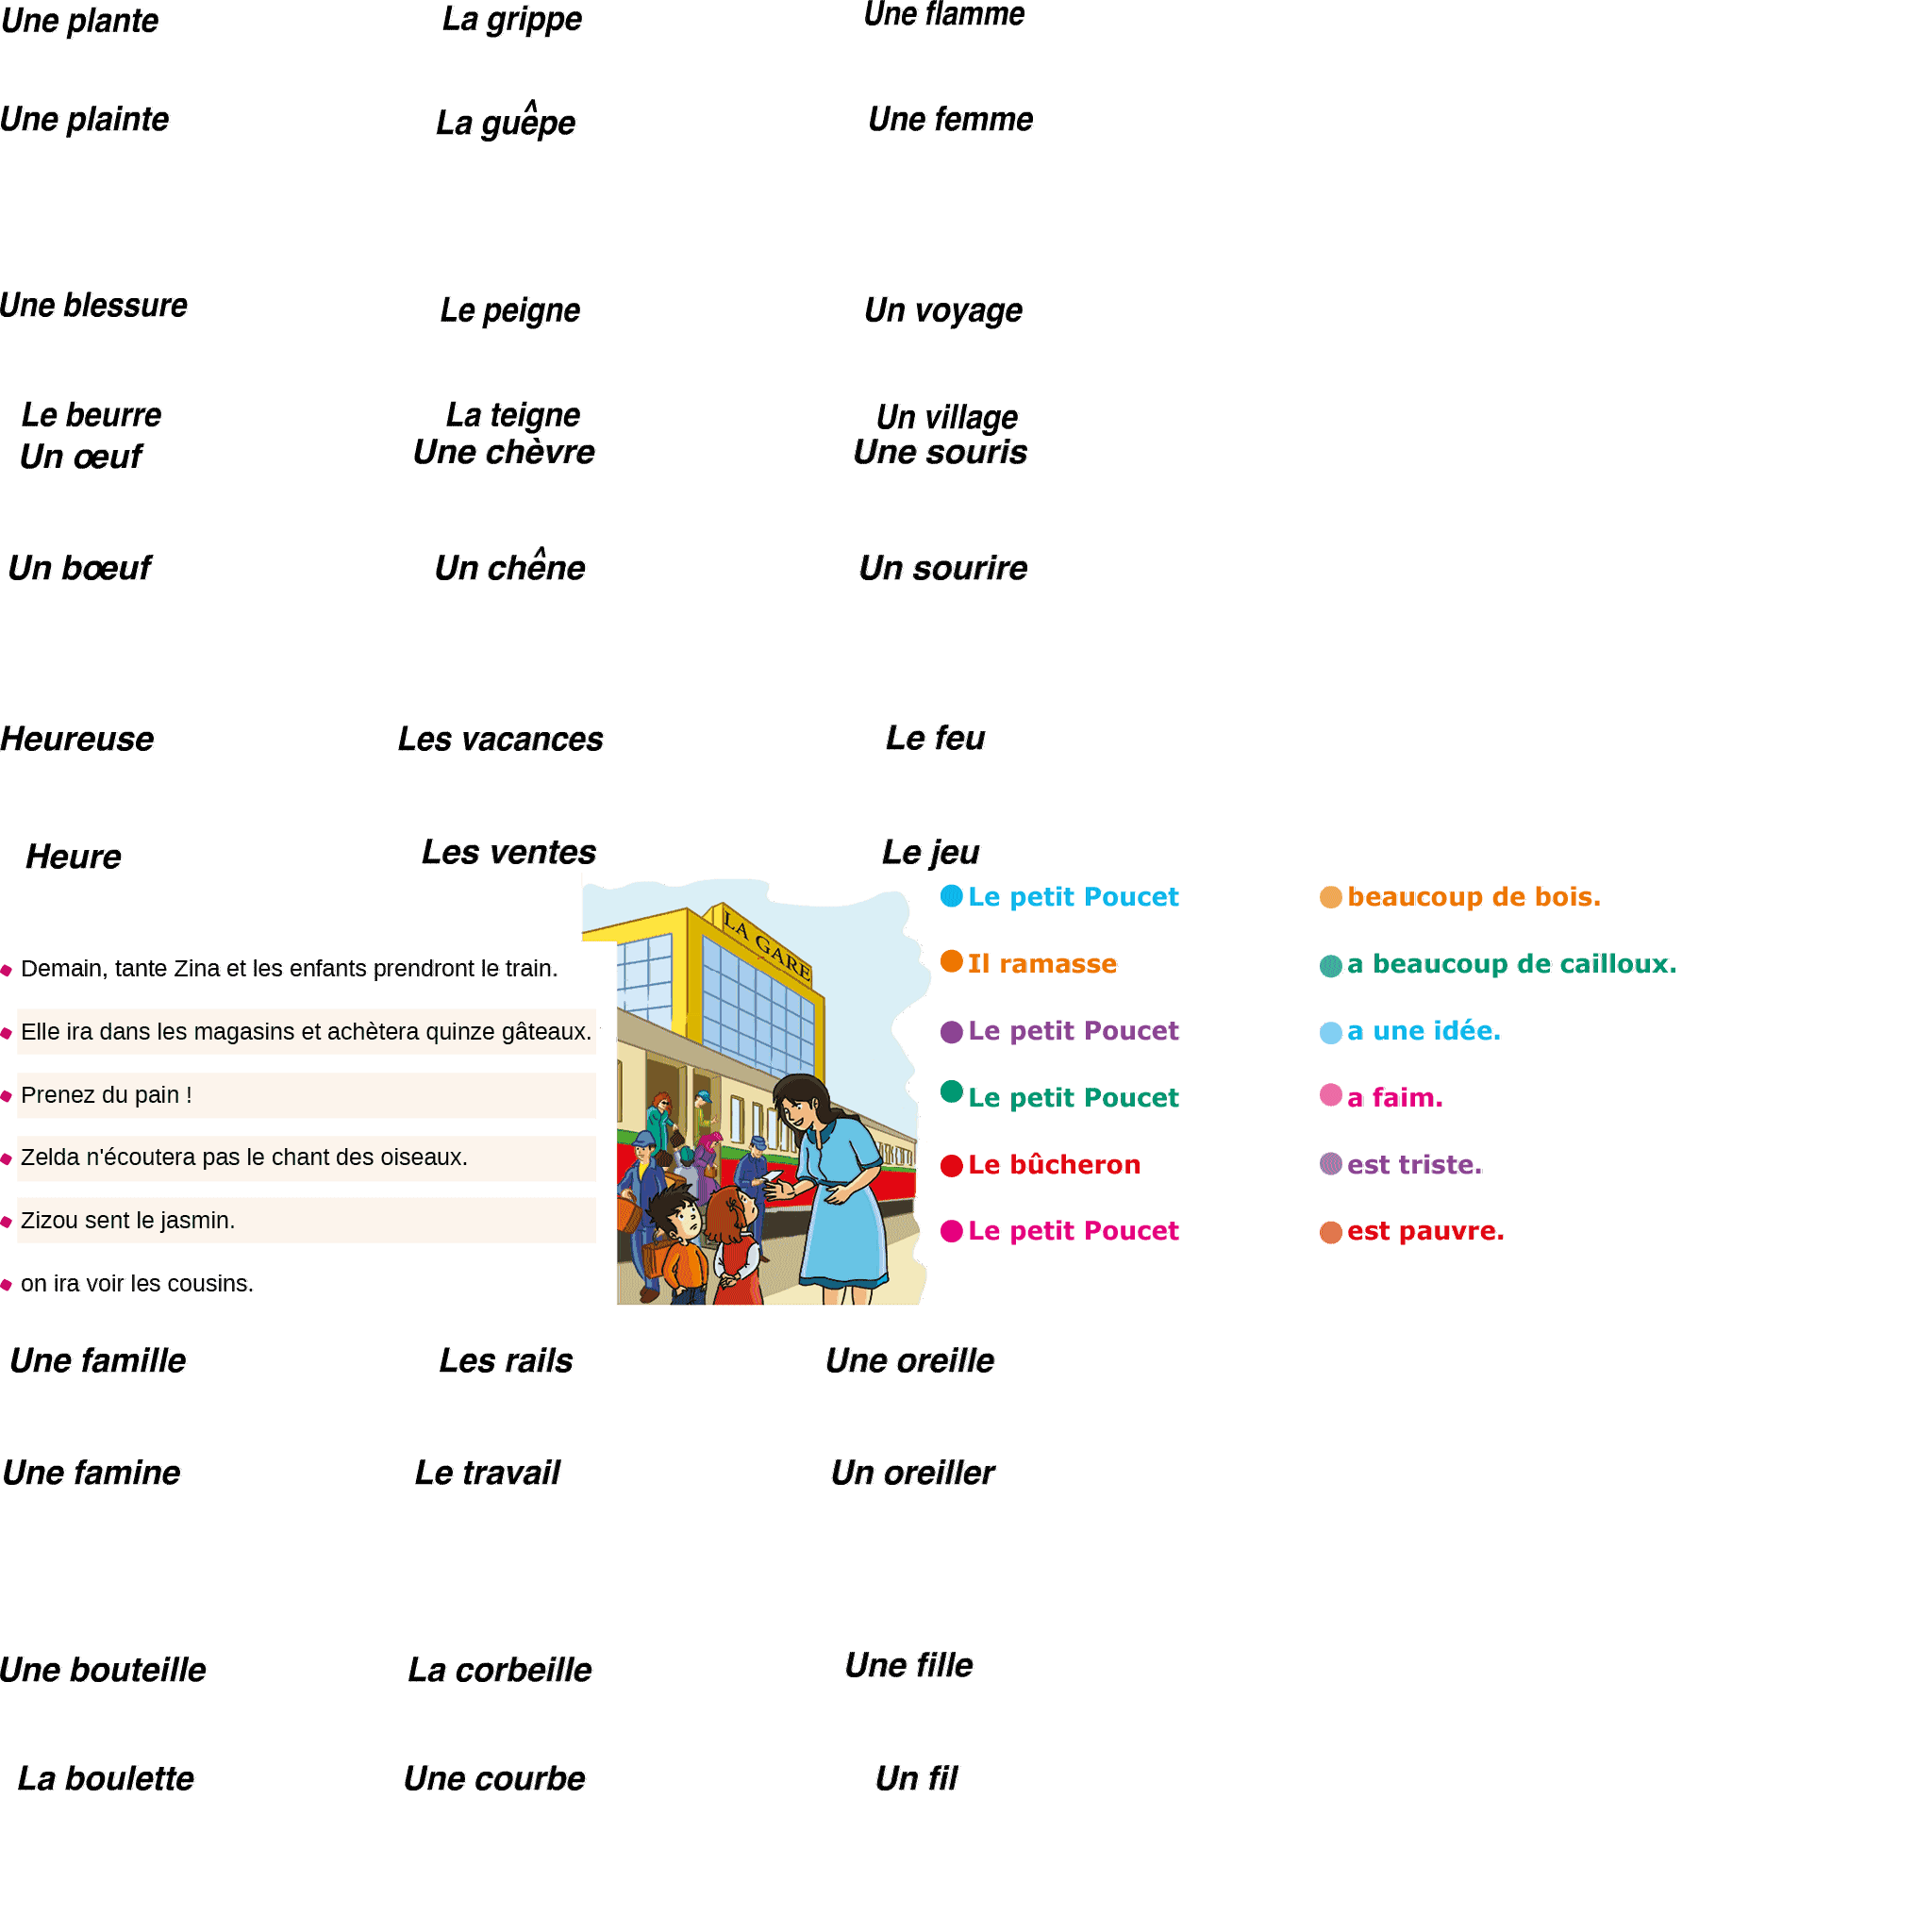 Une plante
La grippe
Une flamme
Une plainte
La guêpe
Une femme
Une blessure
Le peigne
Un voyage
Le beurre
La teigne
Un village
Un œuf
Une chèvre
Une souris
Un bœuf
Un chêne
Un sourire
Heureuse
Les vacances
Le feu
Heure
Les ventes
Le jeu
LA GARE
Demain, tante Zina et les enfants prendront le train.
Elle ira dans les magasins et achètera quinze gâteaux.
Prenez du pain !
Zelda n'écoutera pas le chant des oiseaux.
Zizou sent le jasmin.
on ira voir les cousins.
Le petit Poucet
beaucoup de bois.
Il ramasse
a beaucoup de cailloux.
Le petit Poucet
a une idée.
Le petit Poucet
a faim.
Le bûcheron
est triste.
Le petit Poucet
est pauvre.
Une famille
Les rails
Une oreille
Une famine
Le travail
Un oreiller
Une bouteille
La corbeille
Une fille
La boulette
Une courbe
Un fil